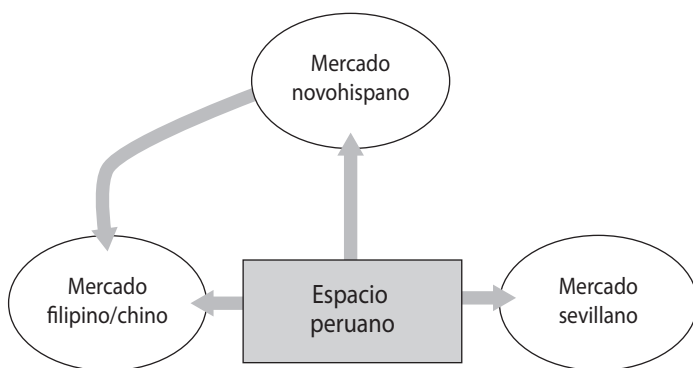 Mercado
novohispano
Mercado
filipino/chino
Espacio
peruano
Mercado
sevillano